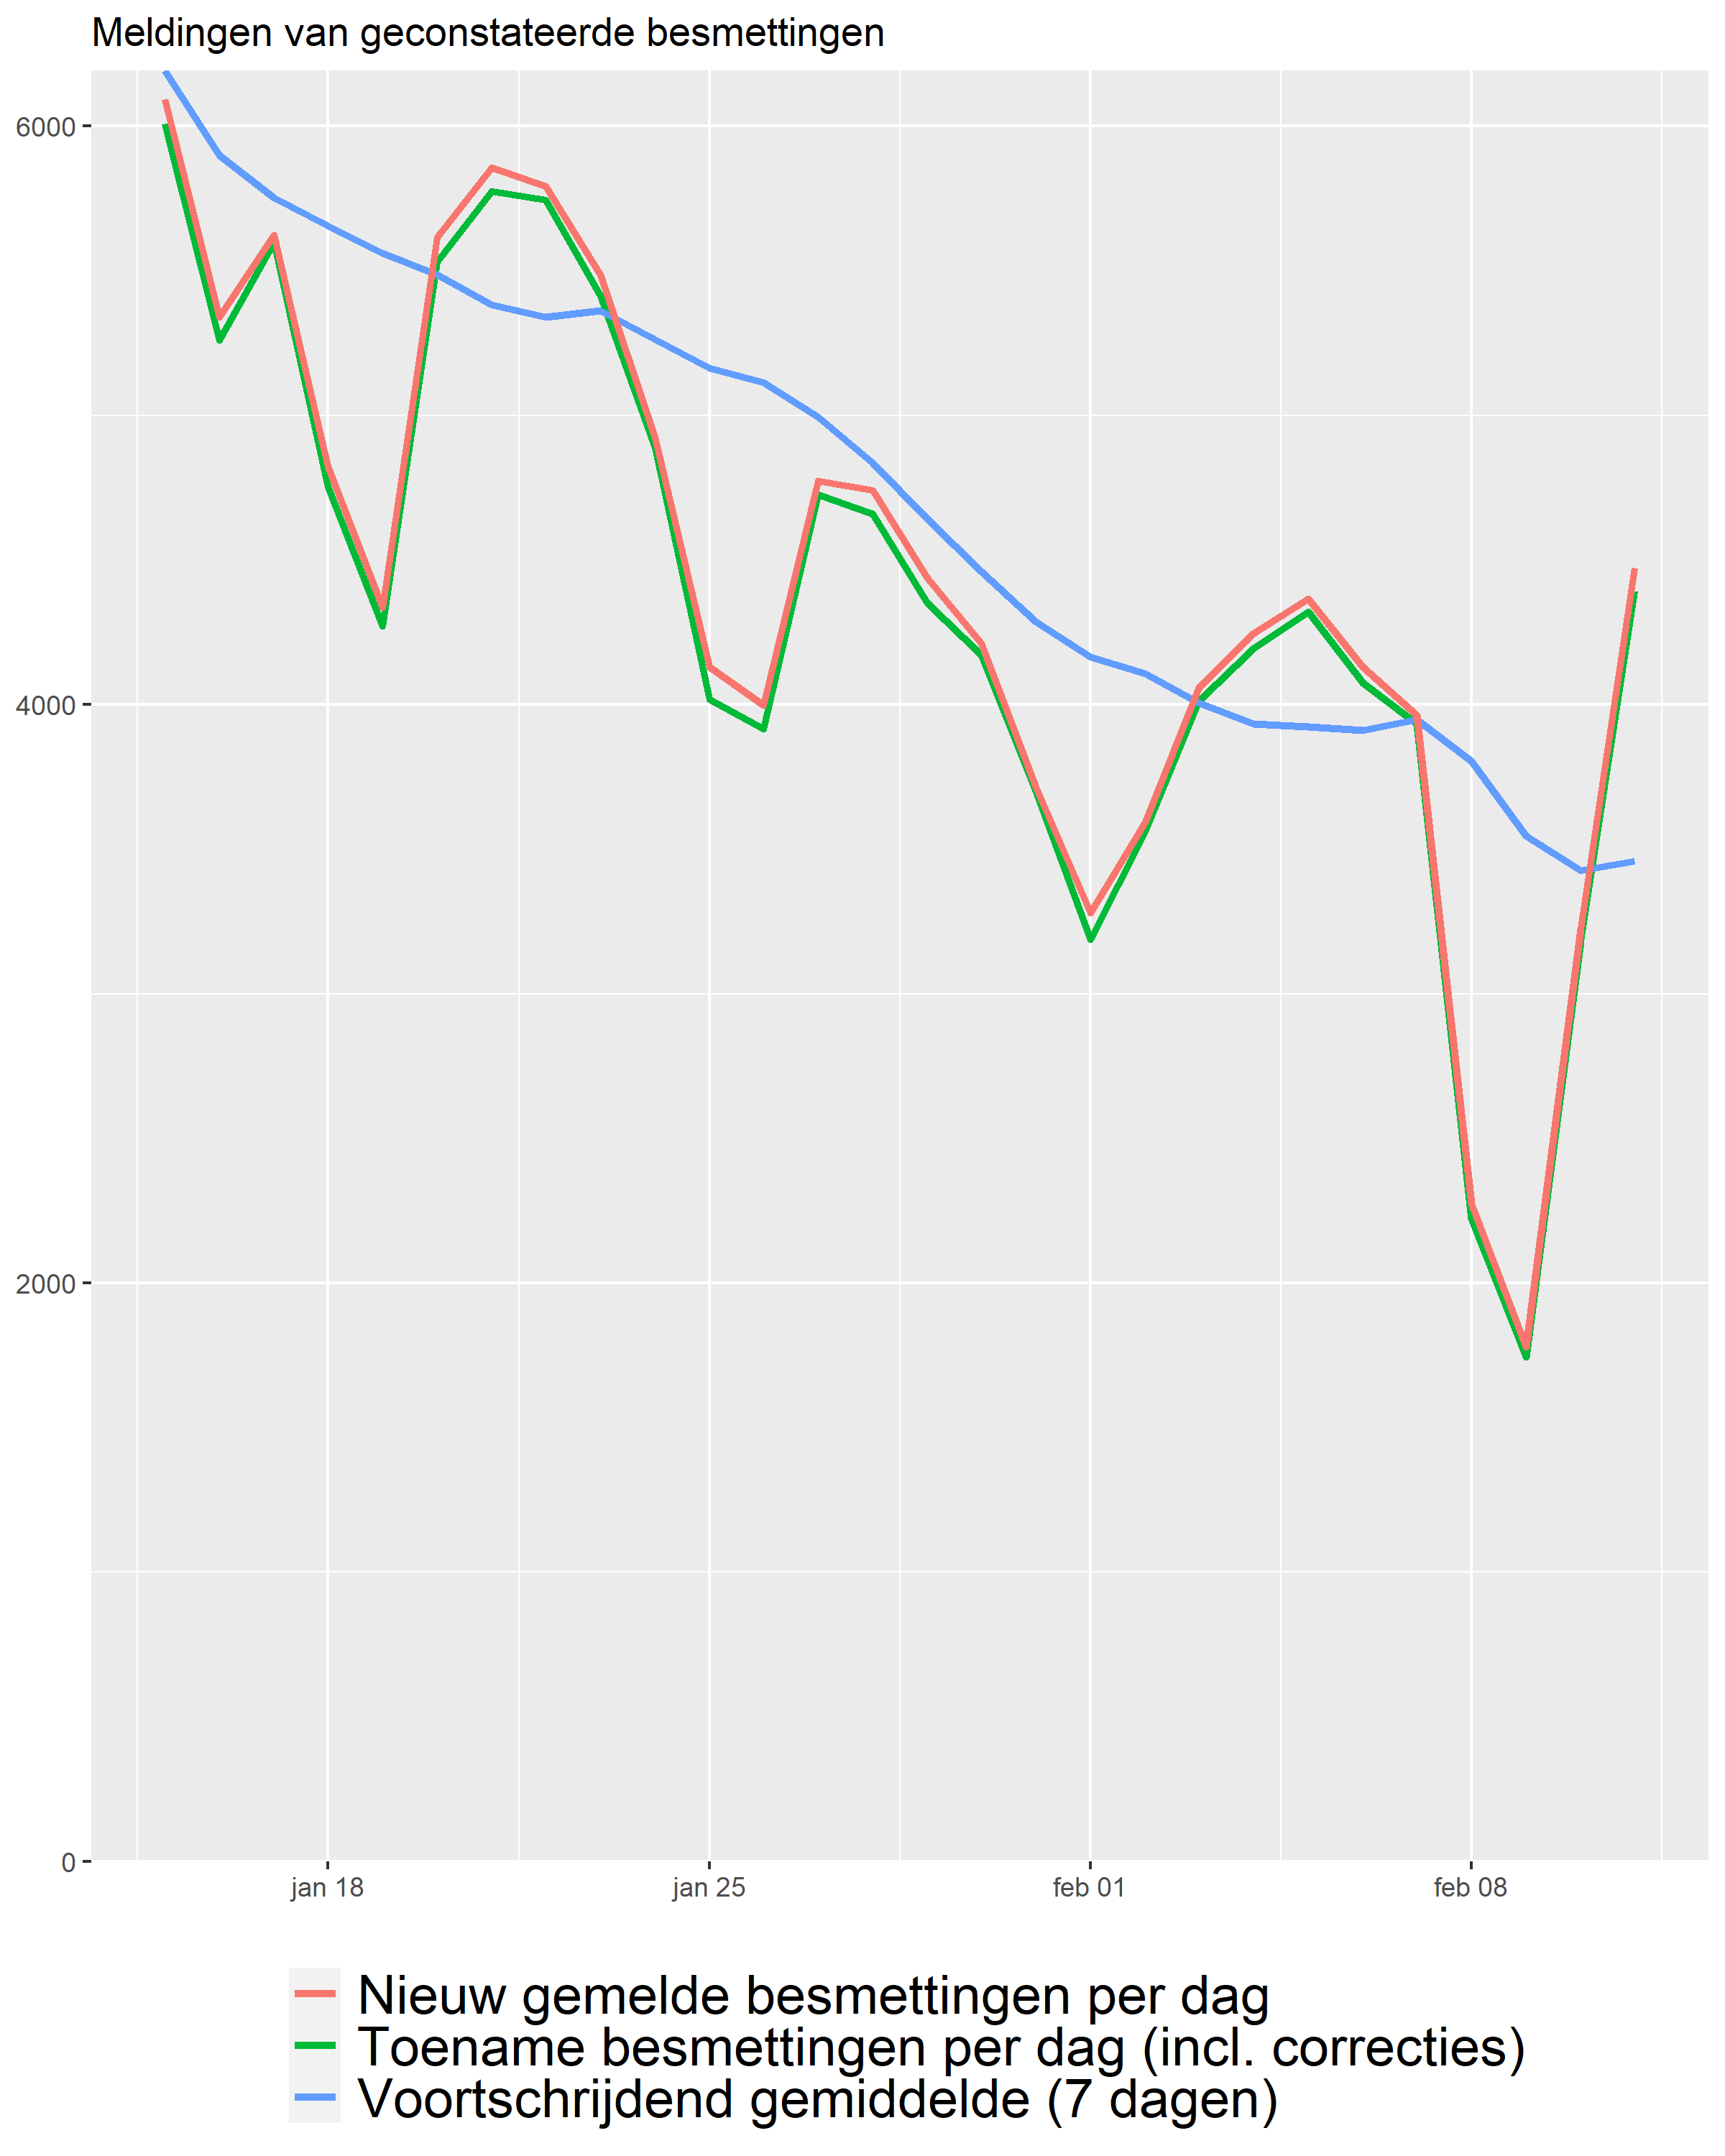 Meldingen van geconstateerde besmettingen
6000
4000
2000
0
jan 18 jan 25 feb 01 feb 08
Nieuw gemelde besmettingen per dag
Toename besmettingen per dag (incl. correcties)
Voortschrijdend gemiddelde (7 dagen)